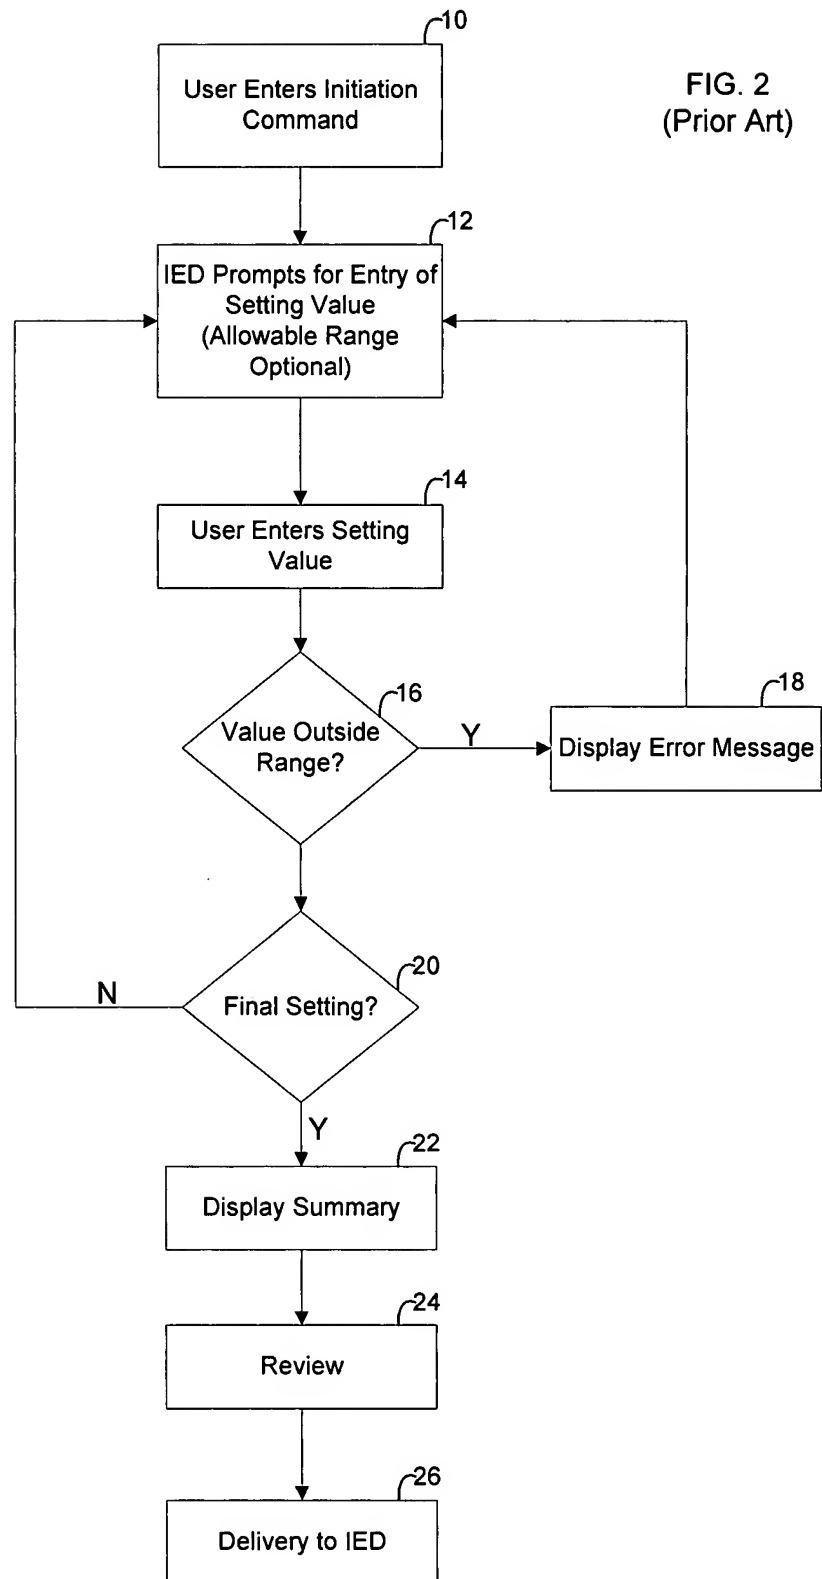 10
User Enters Initiation
Command
FIG. 2
(Prior Art)
12
IED Prompts for Entry of
Setting Value
(Allowable Range
Optional)
14
User Enters Setting
Value
16
Value Outside
Range?
Y
18
Display Error Message
20
Final Setting?
N
Y
22
Display Summary
24
Review
26
Delivery to IED